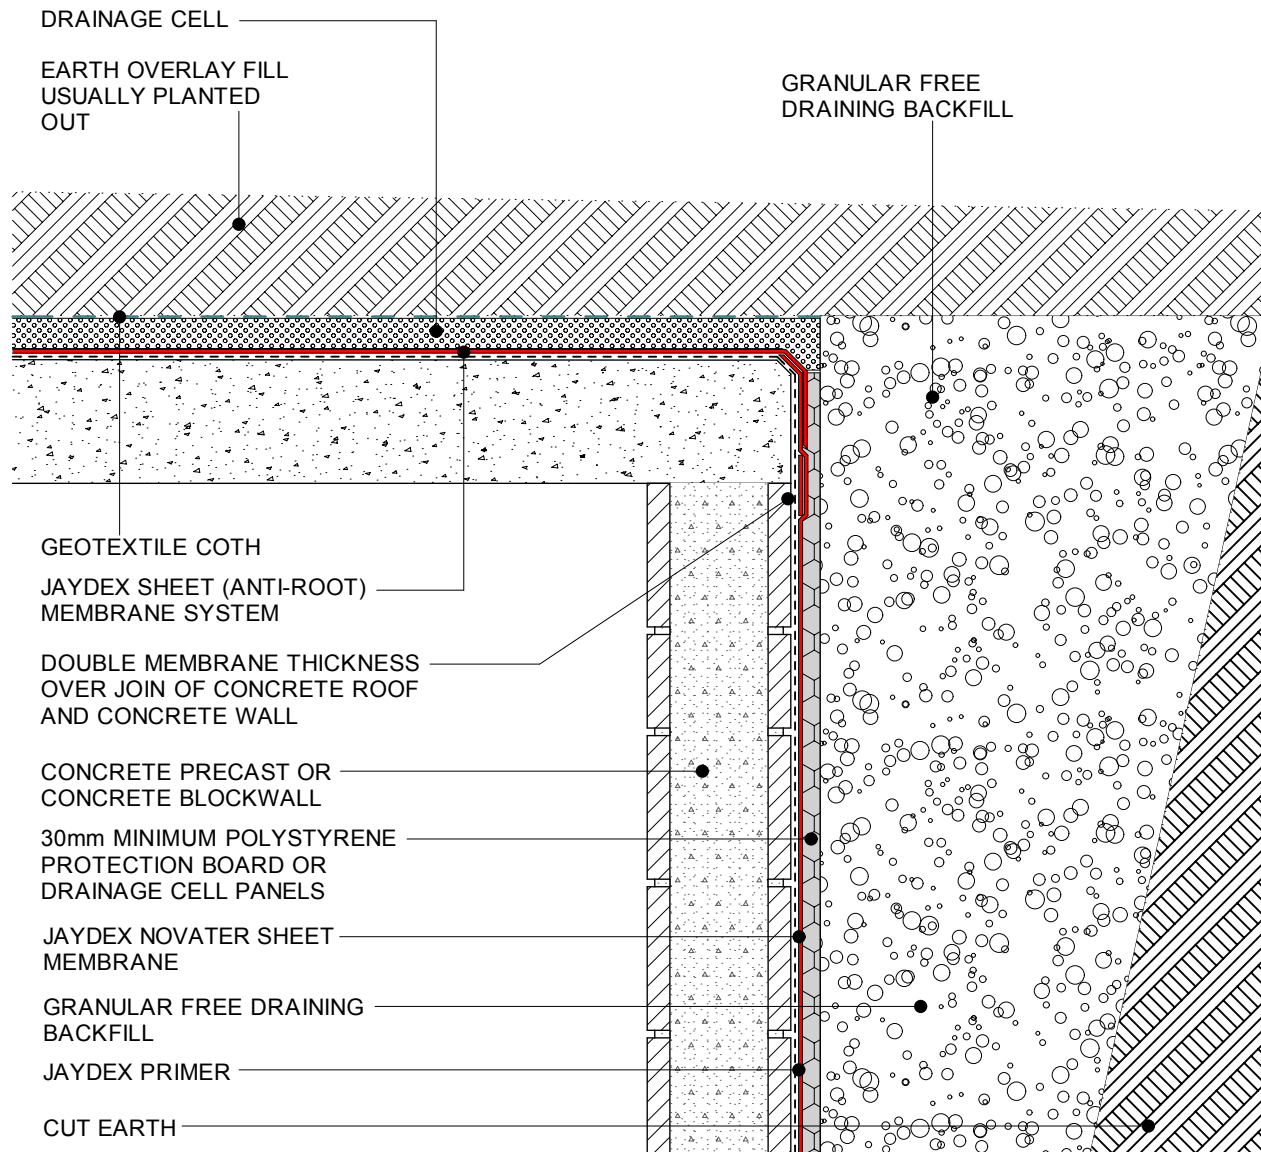 DRAINAGE CELL
EARTH OVERLAY FILL
USUALLY PLANTED
OUT
GRANULAR FREE
DRAINING BACKFILL
GEOTEXTILE COTH
JAYDEX SHEET (ANTI-ROOT)
MEMBRANE SYSTEM
DOUBLE MEMBRANE THICKNESS
OVER JOIN OF CONCRETE ROOF
AND CONCRETE WALL
CONCRETE PRECAST OR
CONCRETE BLOCKWALL
30mm MINIMUM POLYSTYRENE
PROTECTION BOARD OR
DRAINAGE CELL PANELS
JAYDEX NOVATER SHEET
MEMBRANE
GRANULAR FREE DRAINING
BACKFILL
JAYDEX PRIMER
CUT EARTH